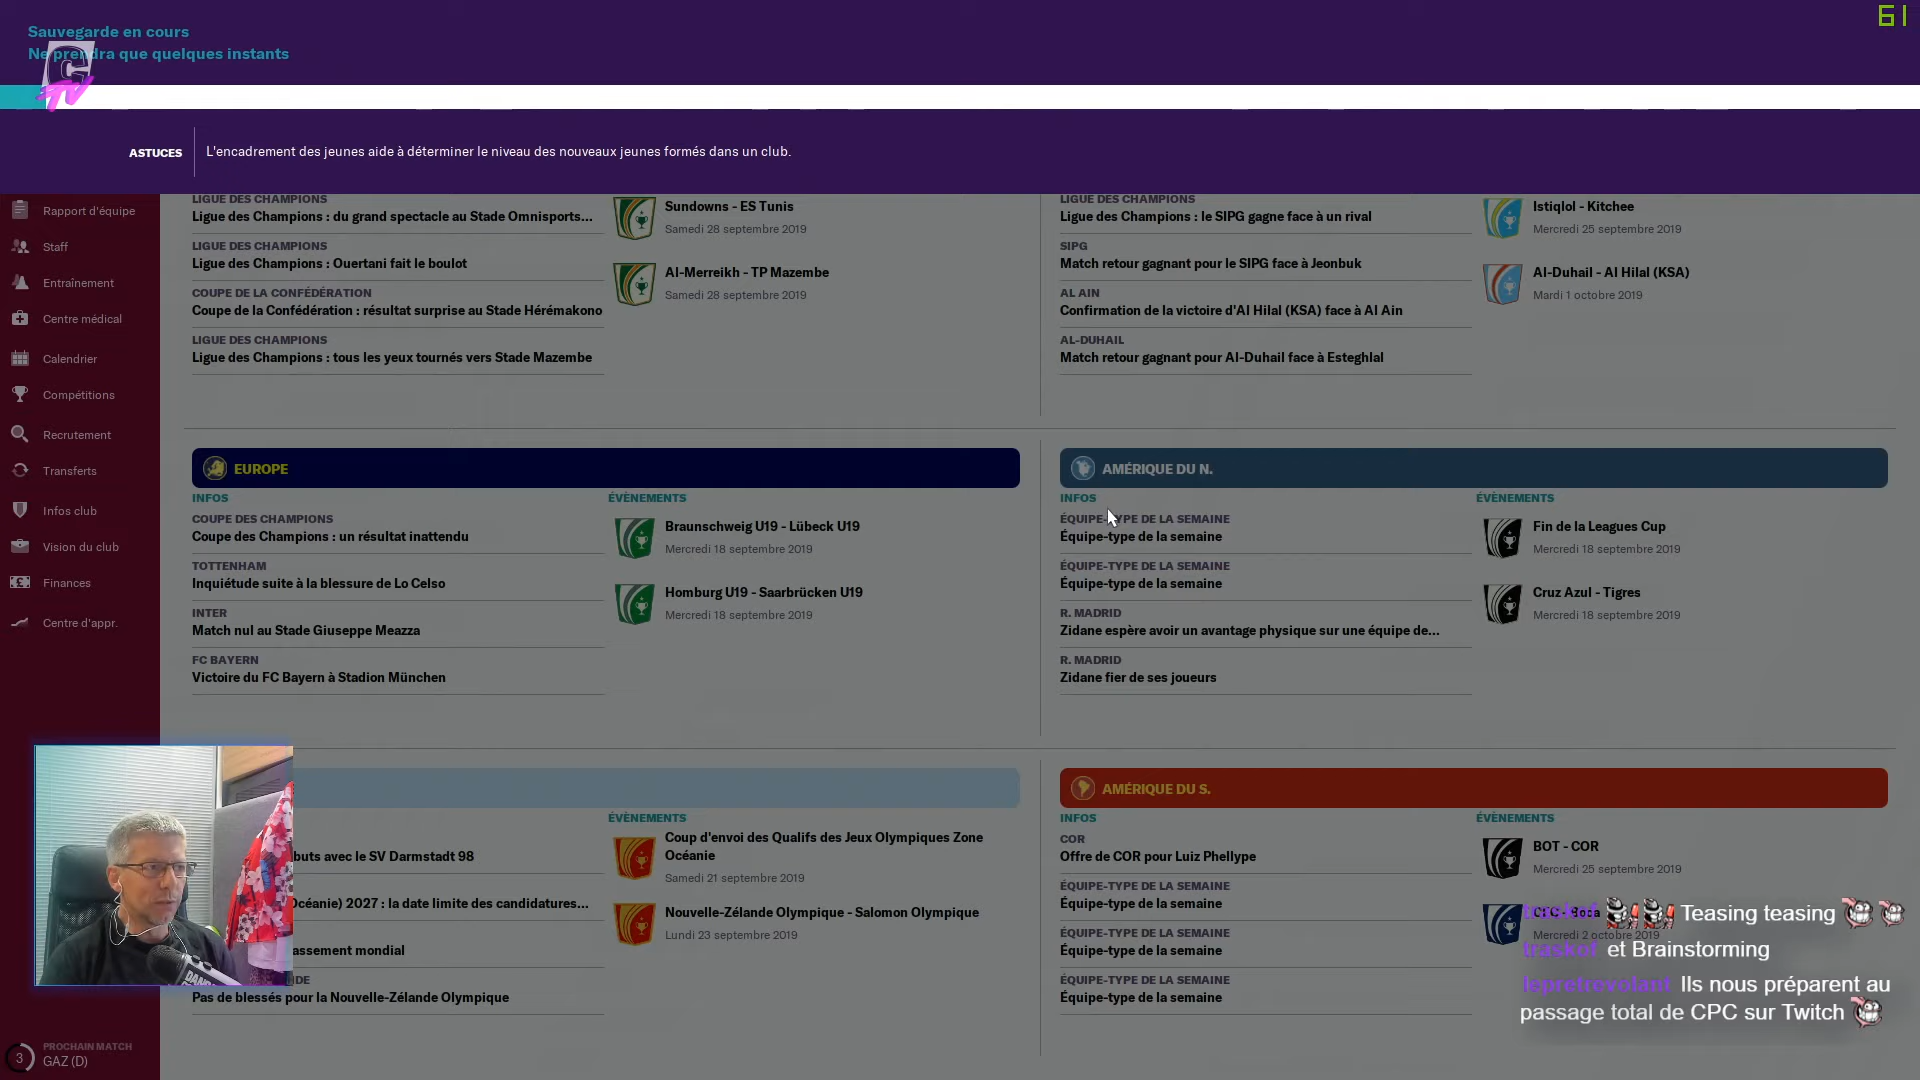 Sauvegarde en cours
Ne prendra que quelques instants
61
ASTUCES
L'encadrement des jeunes aide à déterminer le niveau des nouveaux jeunes formés dans un club.
Rapport d'équipe
Staff
Entraînement
Centre médical
Calendrier
Compétitions
Recrutement
Transferts
Infos club
Vision du club
Finances
Centre d'appr.
LIGUE DES CHAMPIONS
Ligue des Champions : du grand spectacle au Stade Omnisports...
LIGUE DES CHAMPIONS
Ligue des Champions : Ouertani fait le boulot
COUPE DE LA CONFÉDÉRATION
Coupe de la Confédération : résultat surprise au Stade Hérémakono
LIGUE DES CHAMPIONS
Ligue des Champions : tous les yeux tournés vers Stade Mazembe
Sundowns - ES Tunis
Samedi 28 septembre 2019
Al-Merreikh - TP Mazembe
Samedi 28 septembre 2019
LIGUE DES CHAMPIONS
Ligue des Champions : le SIPG gagne face à un rival
SIPG
Match retour gagnant pour le SIPG face à Jeonbuk
AL AIN
Confirmation de la victoire d'Al Hilal (KSA) face à Al Ain
AL-DUHAIL
Match retour gagnant pour Al-Duhail face à Esteghlal
Istiqlol - Kitchee
Mercredi 25 septembre 2019
Al-Duhail - Al Hilal (KSA)
Mardi 1 octobre 2019
EUROPE
INFOS
COUPE DES CHAMPIONS
Coupe des Champions : un résultat inattendu
TOTTENHAM
Inquiétude suite à la blessure de Lo Celso
INTER
Match nul au Stade Giuseppe Meazza
FC BAYERN
Victoire du FC Bayern à Stadion München
ÉVÈNEMENTS
Braunschweig U19 - Lübeck U19
Mercredi 18 septembre 2019
Homburg U19 - Saarbrücken U19
Mercredi 18 septembre 2019
AMÉRIQUE DU N.
INFOS
ÉQUIPE-TYPE DE LA SEMAINE
Équipe-type de la semaine
ÉQUIPE-TYPE DE LA SEMAINE
Équipe-type de la semaine
R. MADRID
Zidane espère avoir un avantage physique sur une équipe de...
R. MADRID
Zidane fier de ses joueurs
ÉVÈNEMENTS
Fin de la Leagues Cup
Mercredi 18 septembre 2019
Cruz Azul - Tigres
Mercredi 18 septembre 2019
buts avec le SV Darmstadt 98
Océanie) 2027 : la date limite des candidatures...
assement mondial
DE
Pas de blessés pour la Nouvelle-Zélande Olympique
ÉVÈNEMENTS
Coup d'envoi des Qualifs des Jeux Olympiques Zone
Océanie
Samedi 21 septembre 2019
Nouvelle-Zélande Olympique - Salomon Olympique
Lundi 23 septembre 2019
AMÉRIQUE DU S.
INFOS
COR
Offre de COR pour Luiz Phellype
ÉQUIPE-TYPE DE LA SEMAINE
Équipe-type de la semaine
ÉQUIPE-TYPE DE LA SEMAINE
Équipe-type de la semaine
ÉQUIPE-TYPE DE LA SEMAINE
Équipe-type de la semaine
ÉVÈNEMENTS
BOT - COR
Mercredi 25 septembre 2019
Mercredi 2 octobre 2019
traskof Teasing teasing
traskof et Brainstorming
lepretrevolant Ils nous préparent au
passage total de CPC sur Twitch
3
PROCHAIN MATCH
GAZ (D)